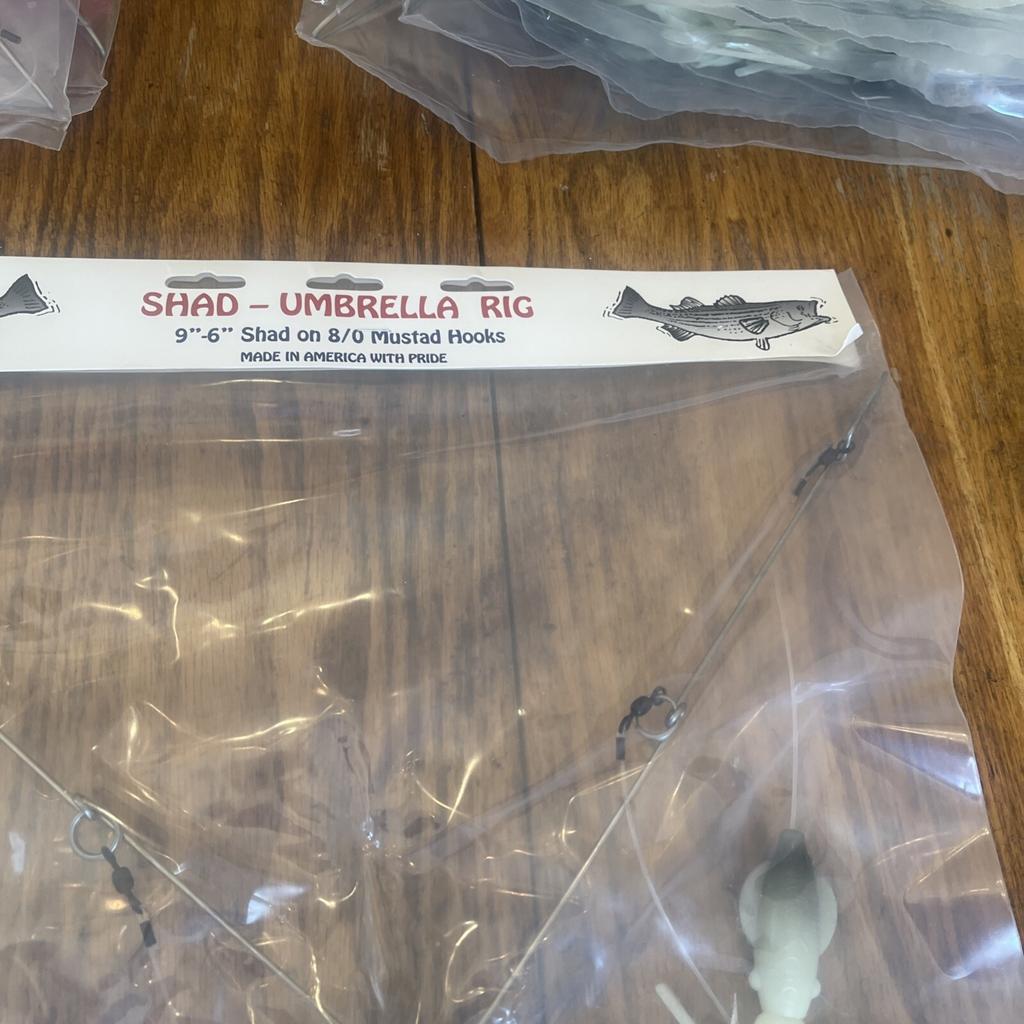 SHAD – UMBRELLA RIG
9”-6” Shad on 8/0 Mustad Hooks
MADE IN AMERICA WITH PRIDE